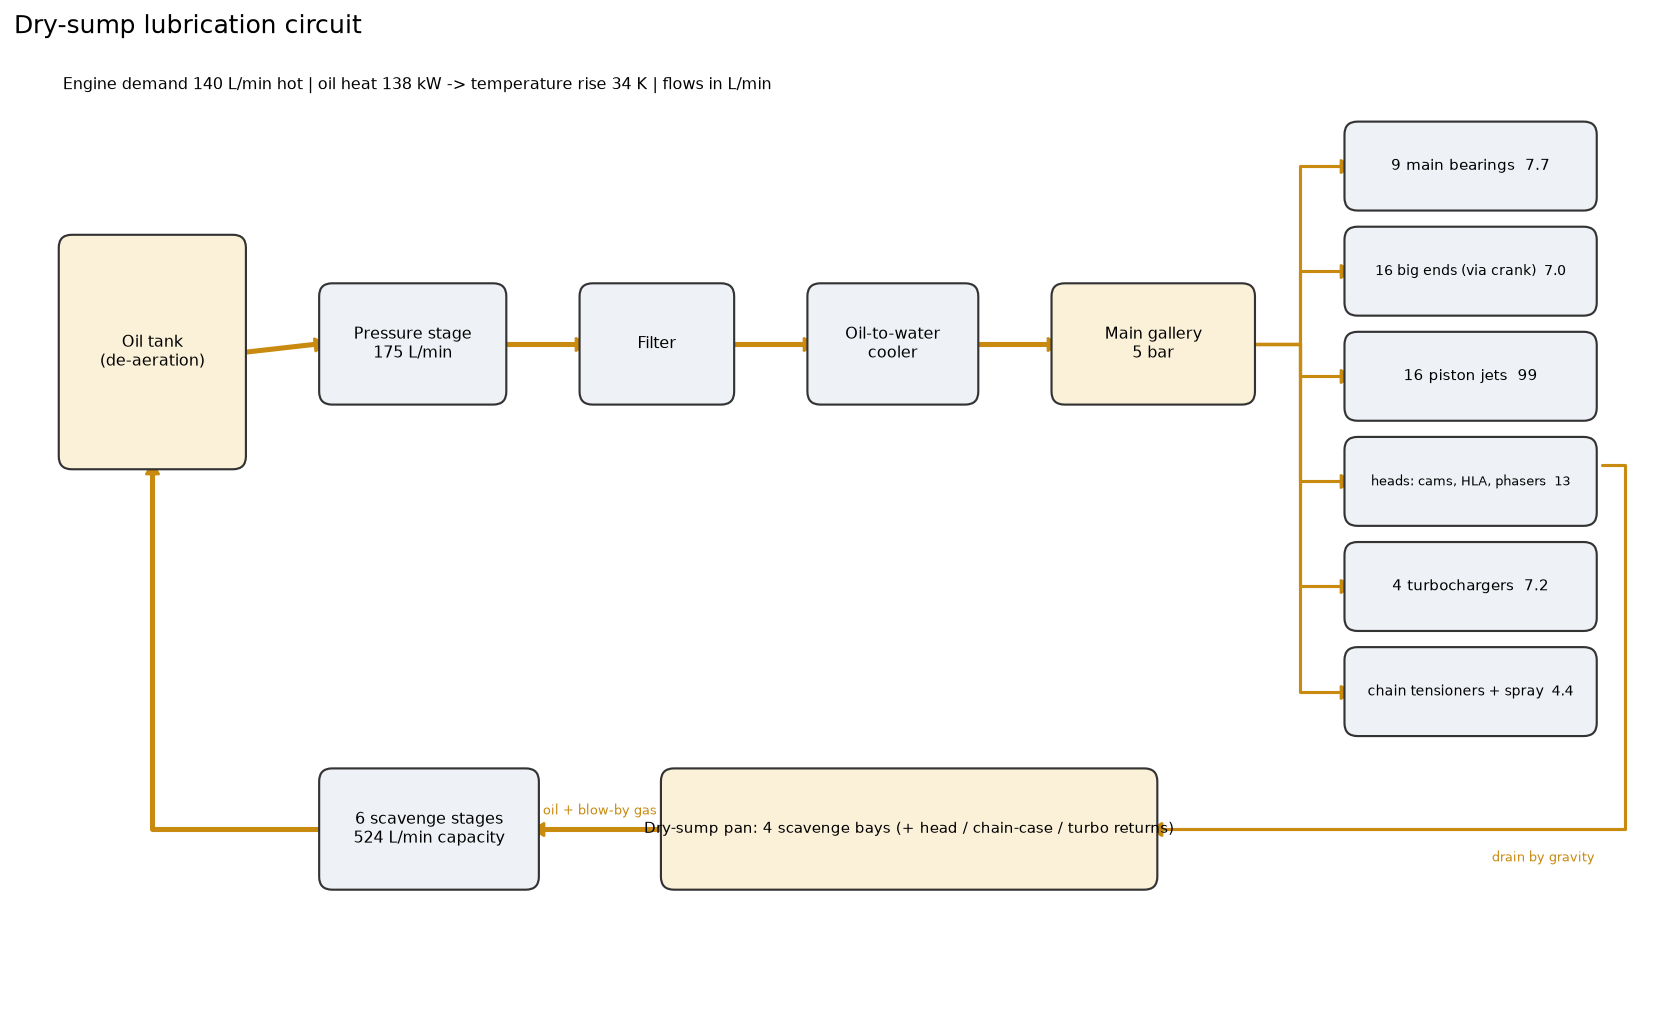 Dry-sump lubrication circuit
Engine demand 140 L/min hot | oil heat 138 kW -> temperature rise 34 K | flows in L/min
Oil tank
(de-aeration)
Pressure stage
175 L/min
Filter
Oil-to-water
cooler
Main gallery
5 bar
9 main bearings  7.7
16 big ends (via crank)  7.0
16 piston jets  99
heads: cams, HLA, phasers  13
4 turbochargers  7.2
chain tensioners + spray  4.4
6 scavenge stages
524 L/min capacity
oil + blow-by gas
Dry-sump pan: 4 scavenge bays (+ head / chain-case / turbo returns)
drain by gravity